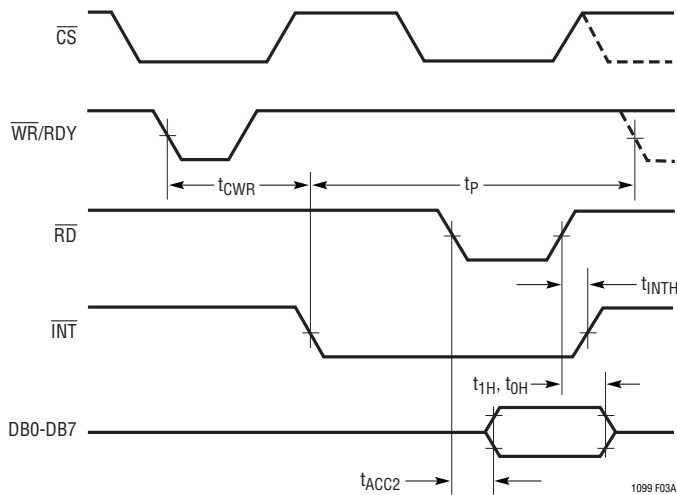 CS
WR/RDY
tCWR
tP
RD
tINTH
INT
t1H, t0H
DB0-DB7
tACC2
1099 F03A